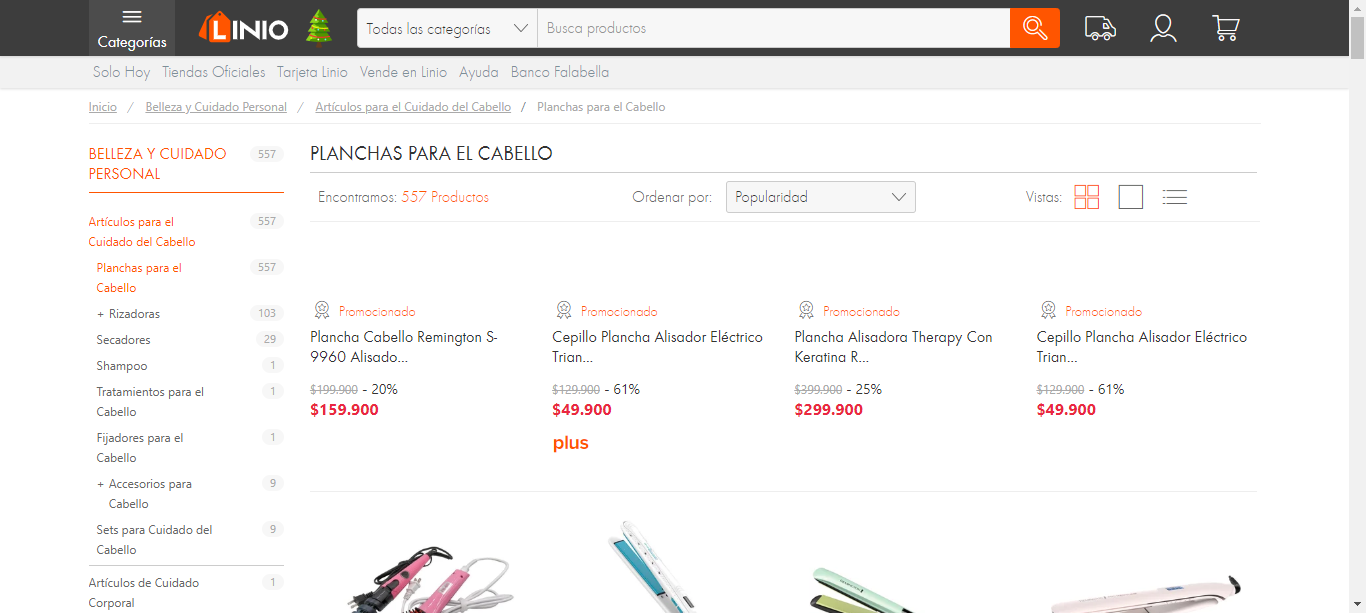 Categorías
LINIO
Todas las categorías
Busca productos
Solo Hoy Tiendas Oficiales Tarjeta Linio Vende en Linio Ayuda Banco Falabella
Inicio / Belleza y Cuidado Personal / Artículos para el Cuidado del Cabello / Planchas para el Cabello
BELLEZA Y CUIDADO 557
PERSONAL
Artículos para el 557
Cuidado del Cabello
Planchas para el 557
Cabello
+ Rizadoras 103
Secadores 29
Shampoo 1
Tratamientos para el 1
Cabello
Fijadores para el 1
Cabello
+ Accesorios para 9
Cabello
Sets para Cuidado del 9
Cabello
Artículos de Cuidado 1
Corporal
PLANCHAS PARA EL CABELLO
Encontramos: 557 Productos
Ordenar por: Popularidad
Vistas:
Promocionado
Plancha Cabello Remington S-
9960 Alisado...
$199.900 - 20%
$159.900
Promocionado
Cepillo Plancha Alisador Eléctrico
Trian...
$129.900 - 61%
$49.900
plus
Promocionado
Plancha Alisadora Therapy Con
Keratina R...
$399.900 - 25%
$299.900
Promocionado
Cepillo Plancha Alisador Eléctrico
Trian...
$129.900 - 61%
$49.900